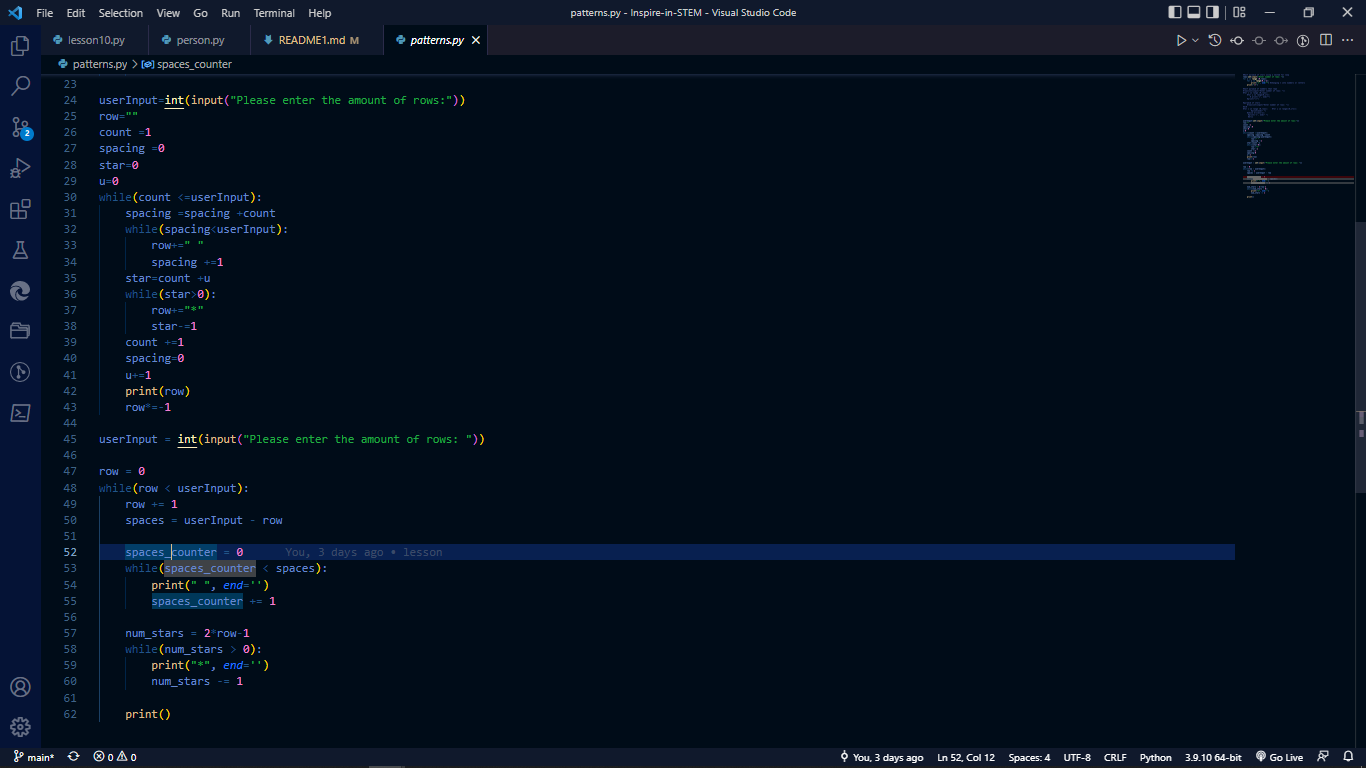 File Edit Selection View Go Run Terminal Help patterns.py - Inspire-in-STEM - Visual Studio Code
lesson10.py person.py README1.md M patterns.py
patterns.py > spaces_counter
23
24 userInput=int(input("Please enter the amount of rows:"))
25 row=""
26 count =1
27 spacing =0
28 star=0
29 u=0
30 while(count <=userInput):
31 spacing =spacing +count
32 while(spacing<userInput):
33 row+=" "
34 spacing +=1
35 star=count +u
36 while(star>0):
37 row+="*"
38 star-=1
39 count +=1
40 spacing=0
41 u+=1
42 print(row)
43 row*=-1
44
45 userInput = int(input("Please enter the amount of rows: "))
46
47 row = 0
48 while(row < userInput):
49 row += 1
50 spaces = userInput - row
51
52 spaces_counter = 0 You, 3 days ago • lesson
53 while(spaces_counter < spaces):
54 print(" ", end='')
55 spaces_counter += 1
56
57 num_stars = 2*row-1
58 while(num_stars > 0):
59 print("*", end='')
60 num_stars -= 1
61
62 print()
2
main* 0 0 You, 3 days ago Ln 52, Col 12 Spaces: 4 UTF-8 CRLF Python 3.9.10 64-bit Go Live